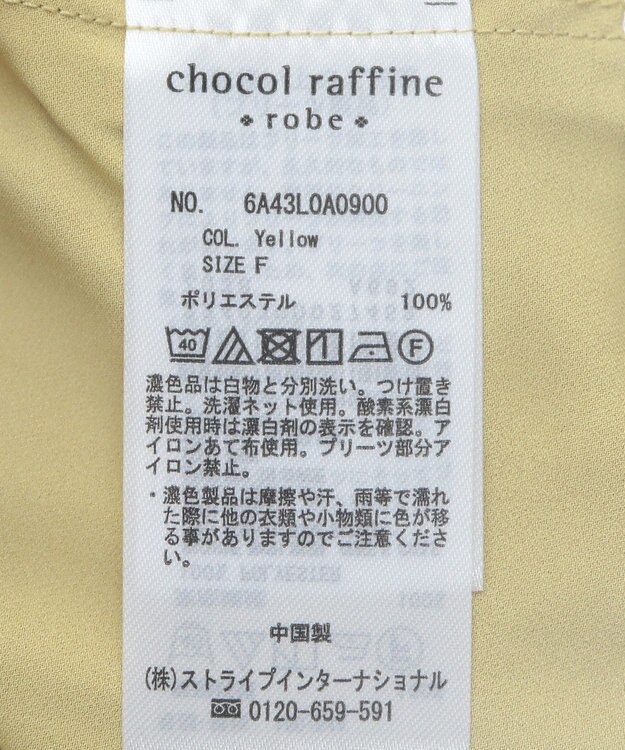 chocol raffine
robe
NO. 6A43L0A0900
COL. Yellow
SIZE F
ポリエステル 100%
40 F
濃色品は白物と分別洗い。つけ置き
禁止。洗濯ネット使用。酸素系漂白
剤使用時は漂白剤の表示を確認。ア
イロンあて布使用。プリーツ部分ア
イロン禁止。
・濃色製品は摩擦や汗、雨等で濡れ
た際に他の衣類や小物類に色が移
る事がありますのでご注意くださ
い。
中国製
(株)ストライプインターナショナル
0120-659-591